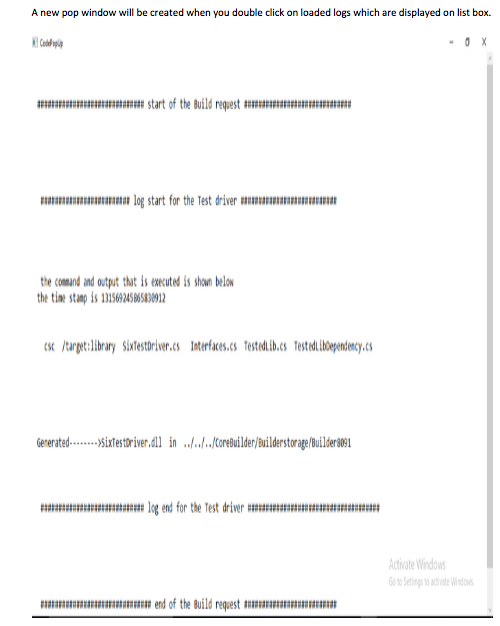 A new pop window will be created when you double click on loaded logs which are displayed on list box.
CodePopUp
############################## start of the Build request ##############################
######################### log start for the Test driver ###########################
the command and output that is executed is shown below
the time stamp is 131569245865830912
csc /target:library SixTestDriver.cs Interfaces.cs TestedLib.cs TestedLibDependency.cs
Generated-------->SixTestDriver.dll in ../../../CoreBuilder/Builderstorage/Builder8091
############################# log end for the Test driver #####################################
Activate Windows
Go to Settings to activate Windows
############################### end of the Build request ##########################